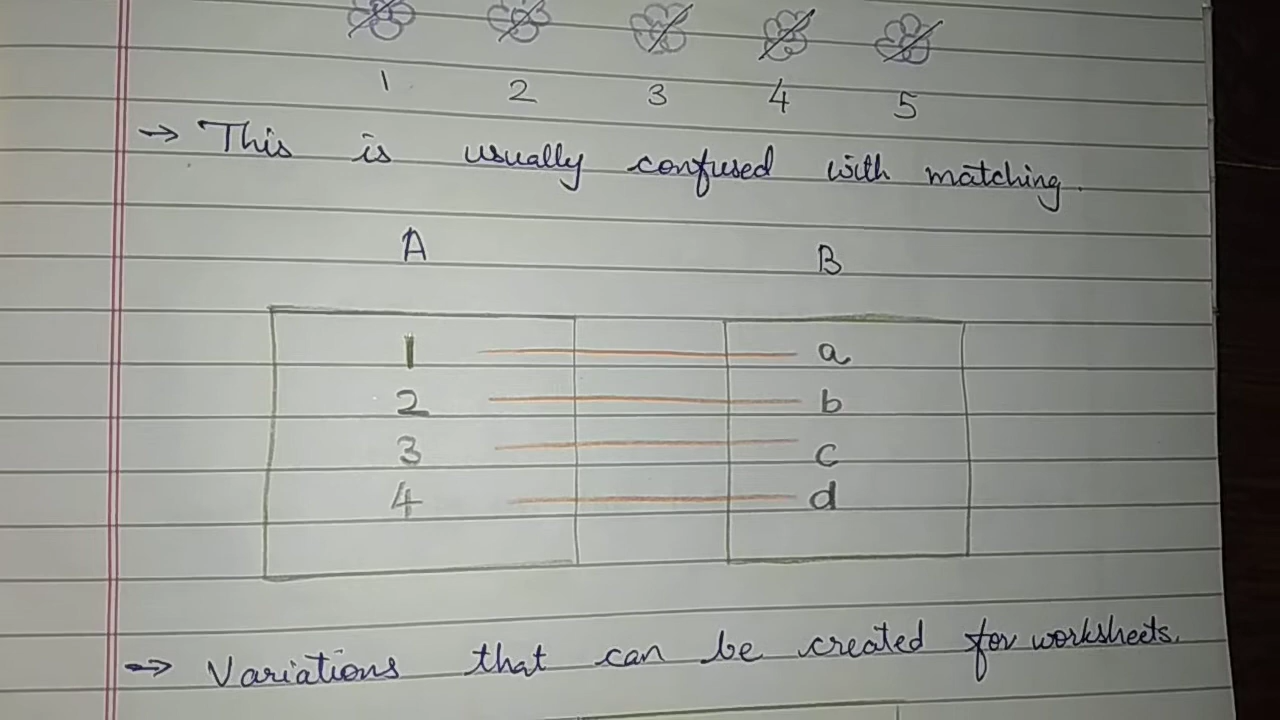 1 2 3 4 5
→ This is usually confused with matching.
A B
1 a
2 b
3 c
4 d
→ Variations that can be created for worksheets.